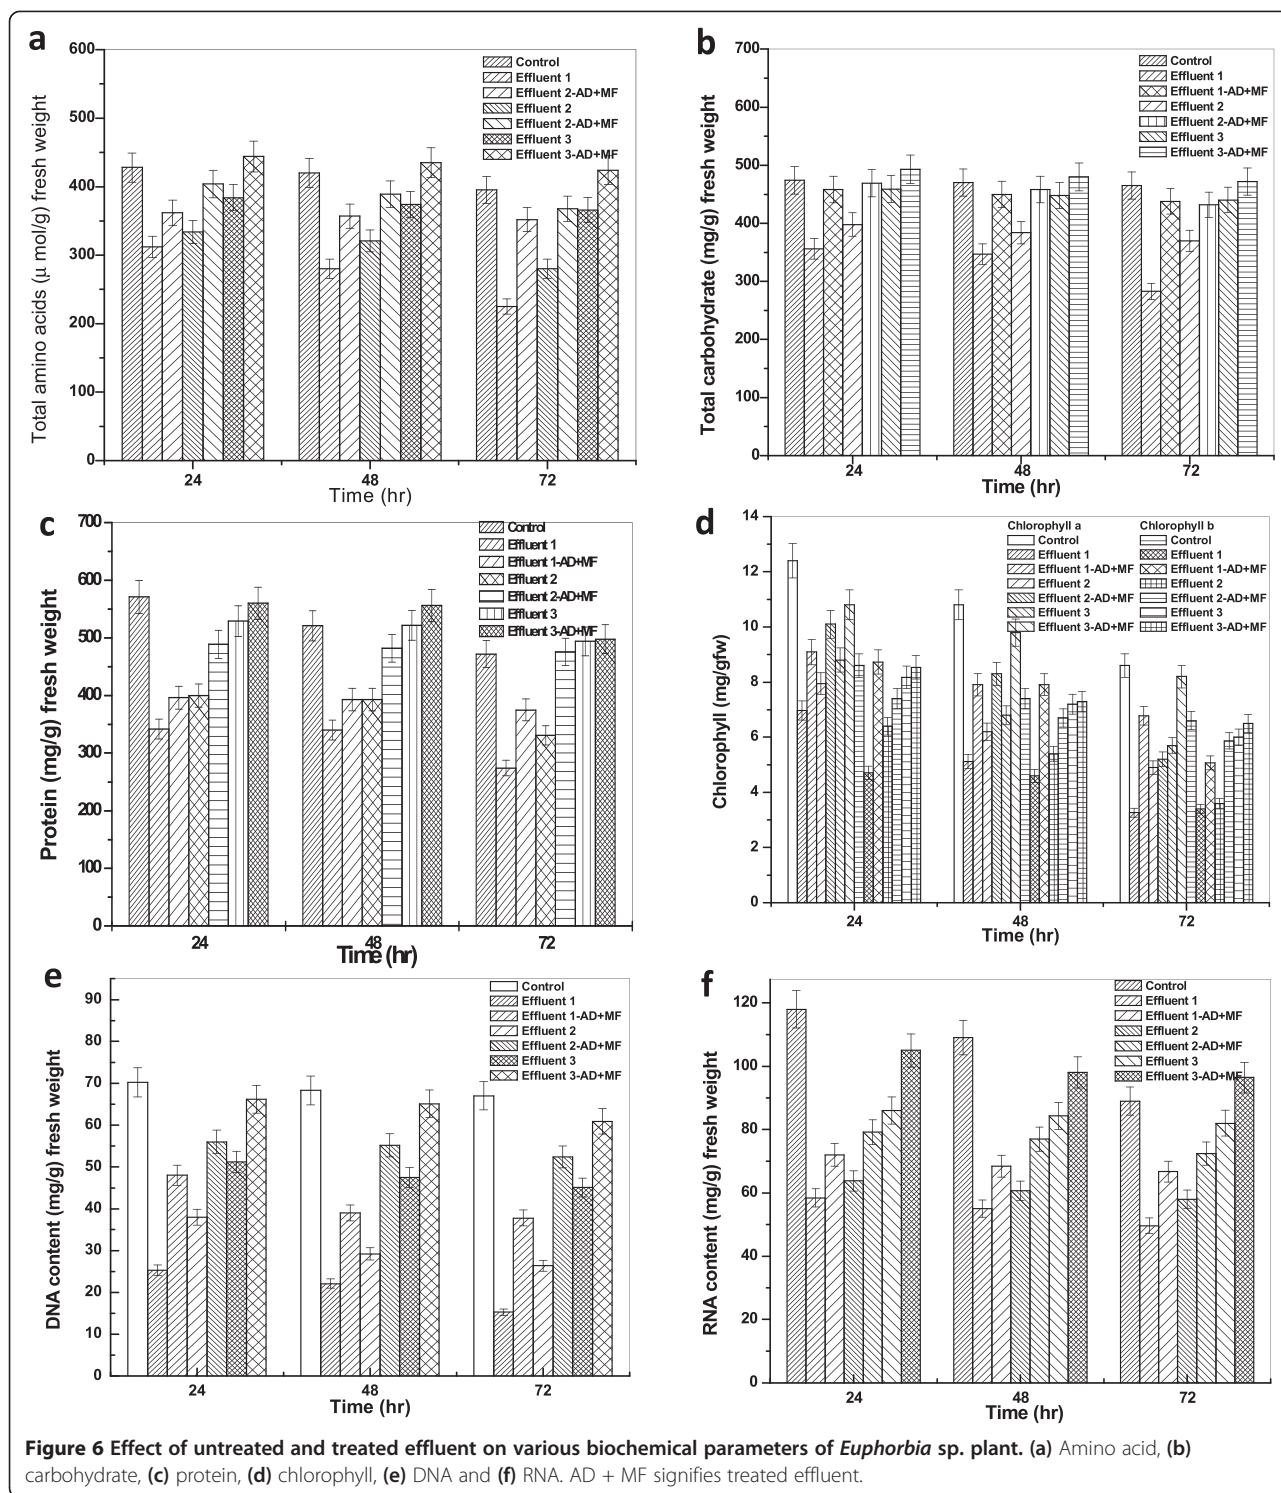 a
600
500
400
300
200
100
0
Total amino acids (μ mol/g) fresh weight
Control
Effluent 1
Effluent 2-AD+MF
Effluent 2
Effluent 2-AD+MF
Effluent 3
Effluent 3-AD+MF
24
48
72
Time (hr)
b
700
600
500
400
300
200
100
0
Total carbohydrate (mg/g) fresh weight
Control
Effluent 1
Effluent 1-AD+MF
Effluent 2
Effluent 2-AD+MF
Effluent 3
Effluent 3-AD+MF
24
48
72
Time (hr)
c
700
600
500
400
300
200
100
0
Protein (mg/g) fresh weight
Control
Effluent 1
Effluent 1-AD+MF
Effluent 2
Effluent 2-AD+MF
Effluent 3
Effluent 3-AD+MF
24
48
72
Time (hr)
d
14
12
10
8
6
4
2
0
Chlorophyll (mg/gfw)
Chlorophyll a
Control
Effluent 1
Effluent 1-AD+MF
Effluent 2
Effluent 2-AD+MF
Effluent 3
Effluent 3-AD+MF
Chlorophyll b
Control
Effluent 1
Effluent 1-AD+MF
Effluent 2
Effluent 2-AD+MF
Effluent 3
Effluent 3-AD+MF
24
48
72
Time (hr)
e
90
80
70
60
50
40
30
20
10
0
DNA content (mg/g) fresh weight
Control
Effluent 1
Effluent 1-AD+MF
Effluent 2
Effluent 2-AD+MF
Effluent 3
Effluent 3-AD+MF
24
48
72
Time (hr)
f
120
100
80
60
40
20
0
RNA content (mg/g) fresh weight
Control
Effluent 1
Effluent 1-AD+MF
Effluent 2
Effluent 2-AD+MF
Effluent 3
Effluent 3-AD+MF
24
48
72
Time (hr)
Figure 6 Effect of untreated and treated effluent on various biochemical parameters of Euphorbia sp. plant. (a) Amino acid, (b)
carbohydrate, (c) protein, (d) chlorophyll, (e) DNA and (f) RNA. AD + MF signifies treated effluent.